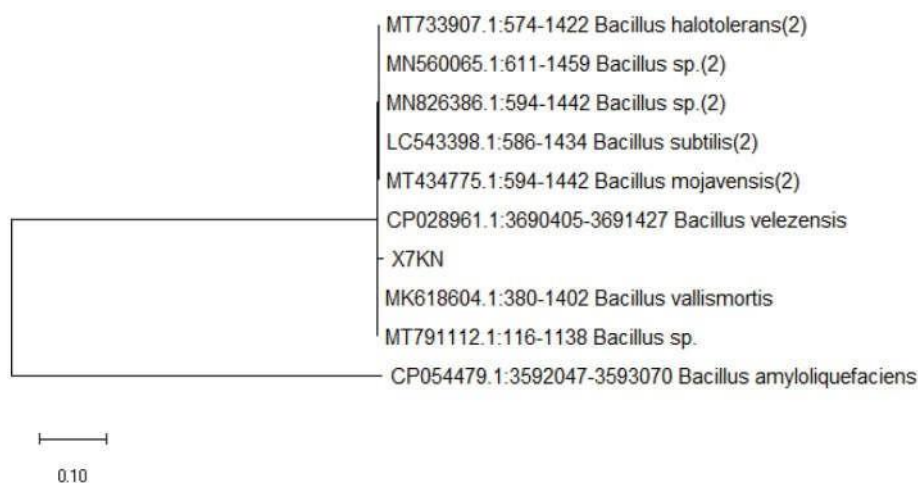 MT733907.1:574-1422 Bacillus halotolerans(2)
MN560065.1:611-1459 Bacillus sp.(2)
MN826386.1:594-1442 Bacillus sp.(2)
LC543398.1:586-1434 Bacillus subtilis(2)
MT434775.1:594-1442 Bacillus mojavensis(2)
CP028961.1:3690405-3691427 Bacillus velezensis
X7KN
MK618604.1:380-1402 Bacillus vallismortis
MT791112.1:116-1138 Bacillus sp.
CP054479.1:3592047-3593070 Bacillus amyloliquefaciens
0.10